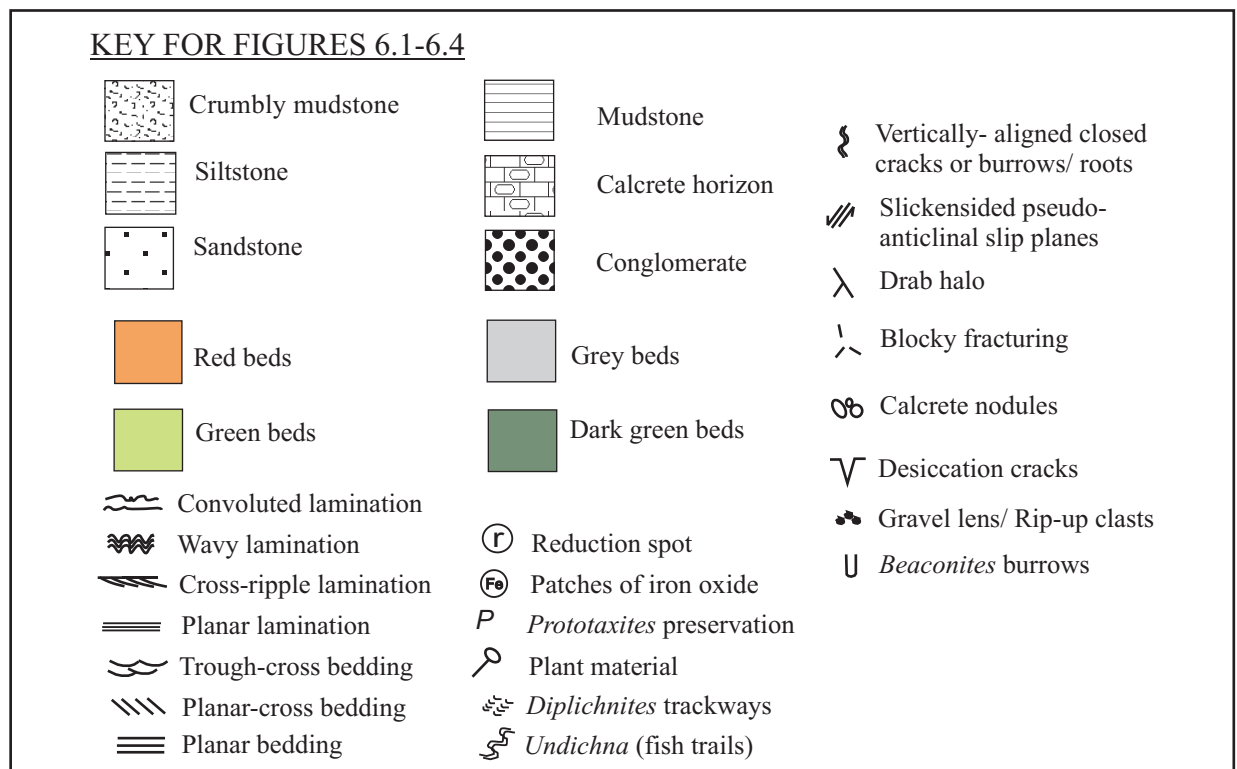 KEY FOR FIGURES 6.1-6.4
Crumbly mudstone
Siltstone
Sandstone
Red beds
Green beds
Convoluted lamination
Wavy lamination
Cross-ripple lamination
Planar lamination
Trough-cross bedding
Planar-cross bedding
Planar bedding
Mudstone
Calcrete horizon
Conglomerate
Grey beds
Dark green beds
r Reduction spot
Fe Patches of iron oxide
P Prototaxites preservation
Plant material
Diplichnites trackways
Undichna (fish trails)
Vertically- aligned closed
cracks or burrows/ roots
Slickensided pseudo-
anticlinal slip planes
Drab halo
Blocky fracturing
Calcrete nodules
Desiccation cracks
Gravel lens/ Rip-up clasts
Beaconites burrows